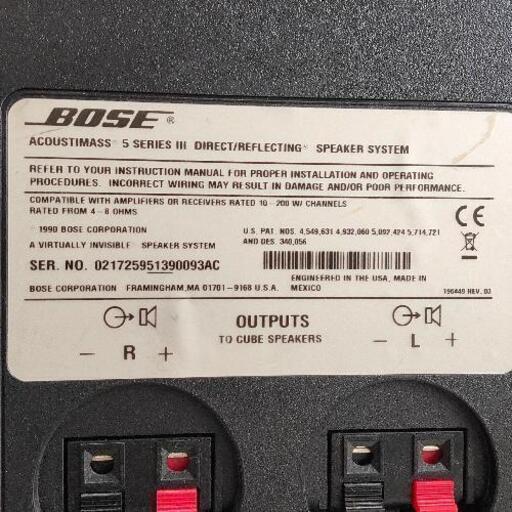 BOSE®
ACOUSTIMASS® 5 SERIES III DIRECT/REFLECTING® SPEAKER SYSTEM
REFER TO YOUR INSTRUCTION MANUAL FOR PROPER INSTALLATION AND OPERATING
PROCEDURES. INCORRECT WIRING MAY RESULT IN DAMAGE AND/OR POOR PERFORMANCE.
COMPATIBLE WITH AMPLIFIERS OR RECEIVERS RATED 10-200 W/ CHANNELS
RATED FROM 4-8 OHMS
©1990 BOSE CORPORATION
U.S. PAT. NOS. 4,549,631 4,932,060 5,092,424 5,714,721
A VIRTUALLY INVISIBLE® SPEAKER SYSTEM
AND DES. 340,056
CE
SER. NO. 021725951390093AC
BOSE CORPORATION FRAMINGHAM,MA 01701-9168 U.S.A.
ENGINEERED IN THE USA, MADE IN
MEXICO
196449 REV. 03
OUTPUTS
TO CUBE SPEAKERS
- R +
- L +